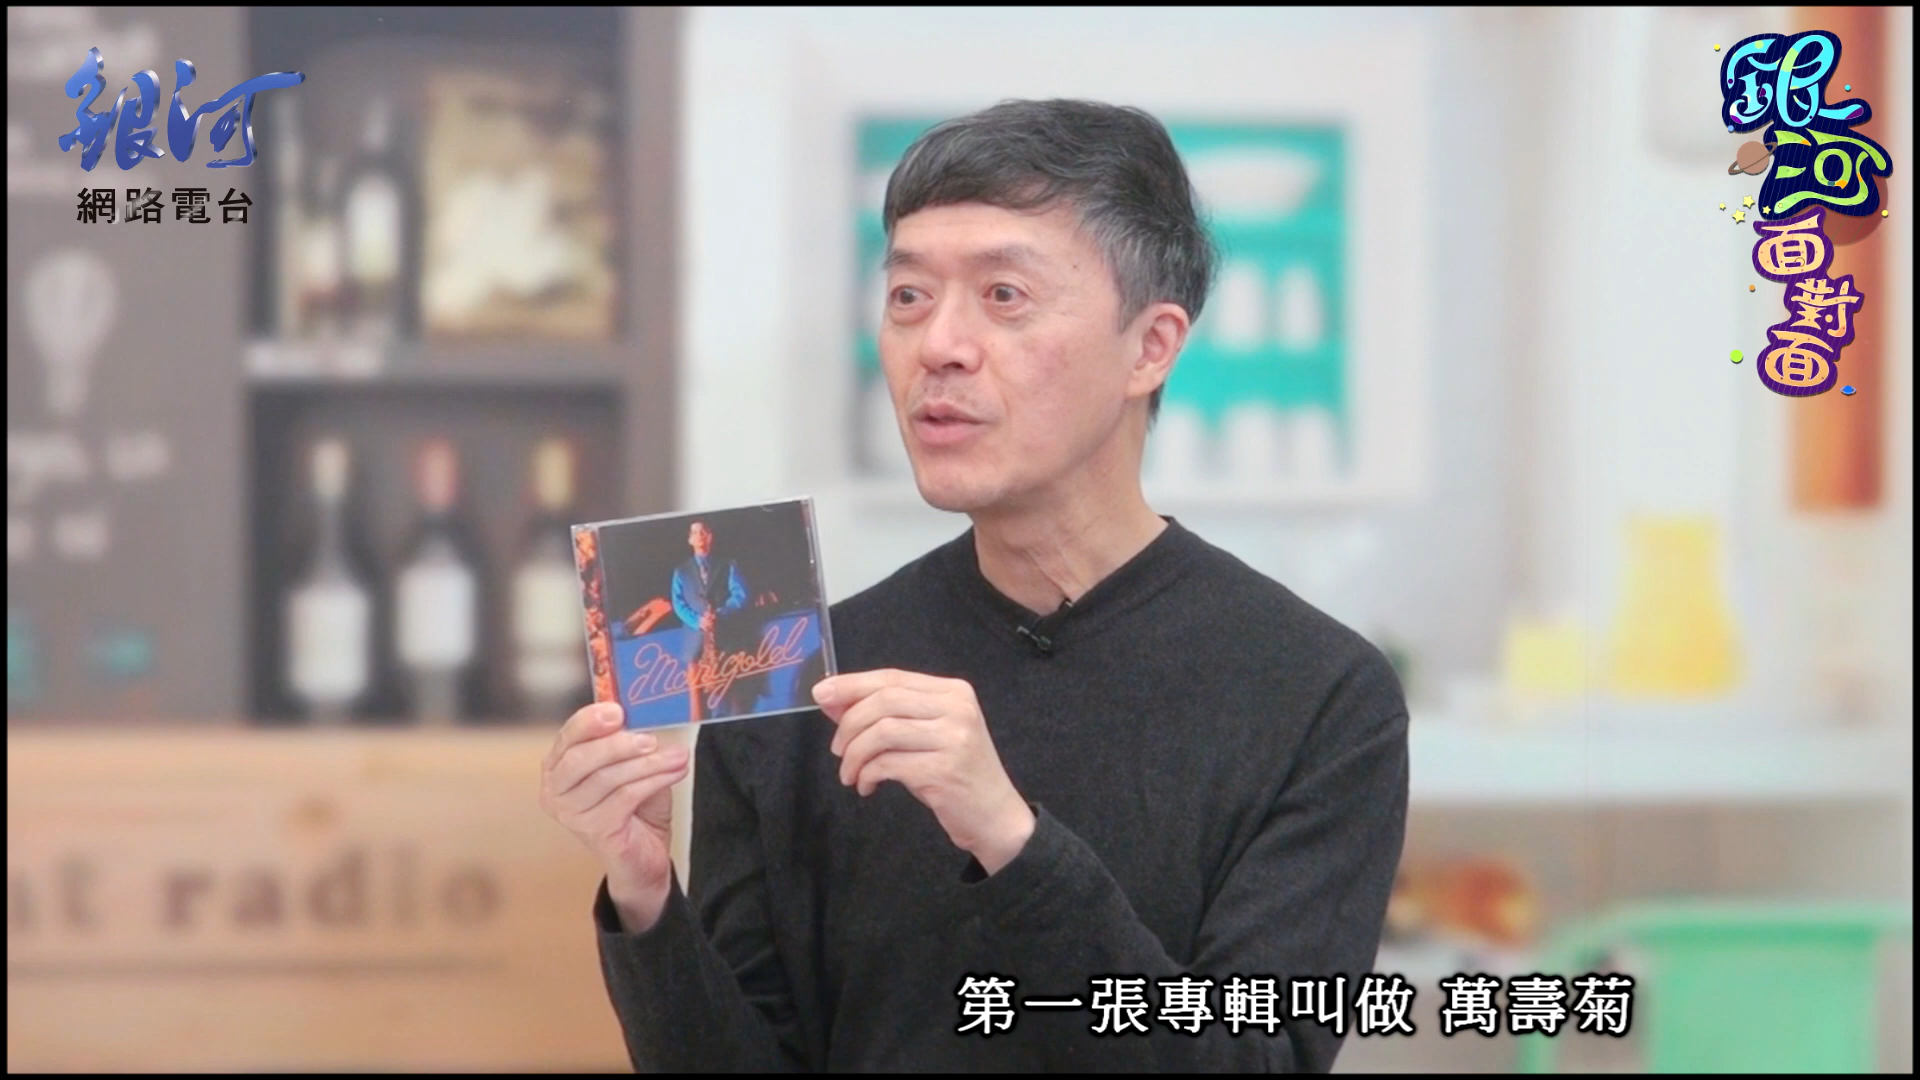 銀河
網路電台
銀河
面對面
Marigold
radio
第一張專輯叫做 萬壽菊